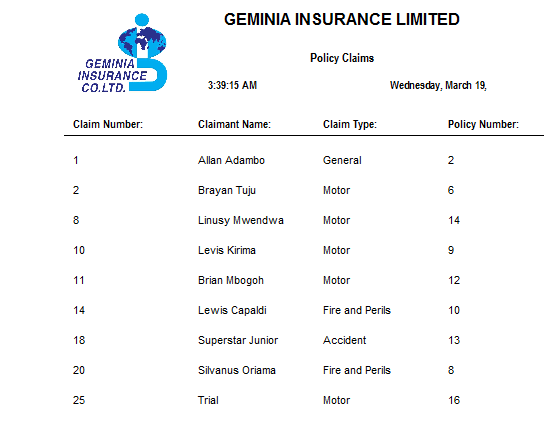 GEMINIA INSURANCE LIMITED
GEMINIA
INSURANCE
CO.LTD.
Policy Claims
3:39:15 AM Wednesday, March 19,
Claim Number: Claimant Name: Claim Type: Policy Number:
1 Allan Adambo General 2
2 Brayan Tuju Motor 6
8 Linusy Mwendwa Motor 14
10 Levis Kirima Motor 9
11 Brian Mbogoh Motor 12
14 Lewis Capaldi Fire and Perils 10
18 Superstar Junior Accident 13
20 Silvanus Oriama Fire and Perils 8
25 Trial Motor 16